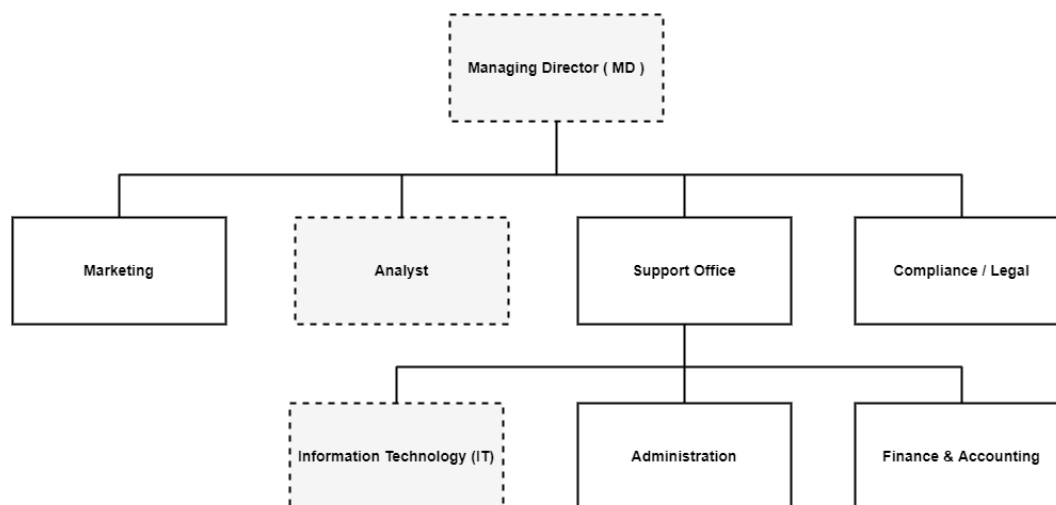 Managing Director ( MD )
Marketing
Analyst
Support Office
Compliance / Legal
Information Technology (IT)
Administration
Finance & Accounting